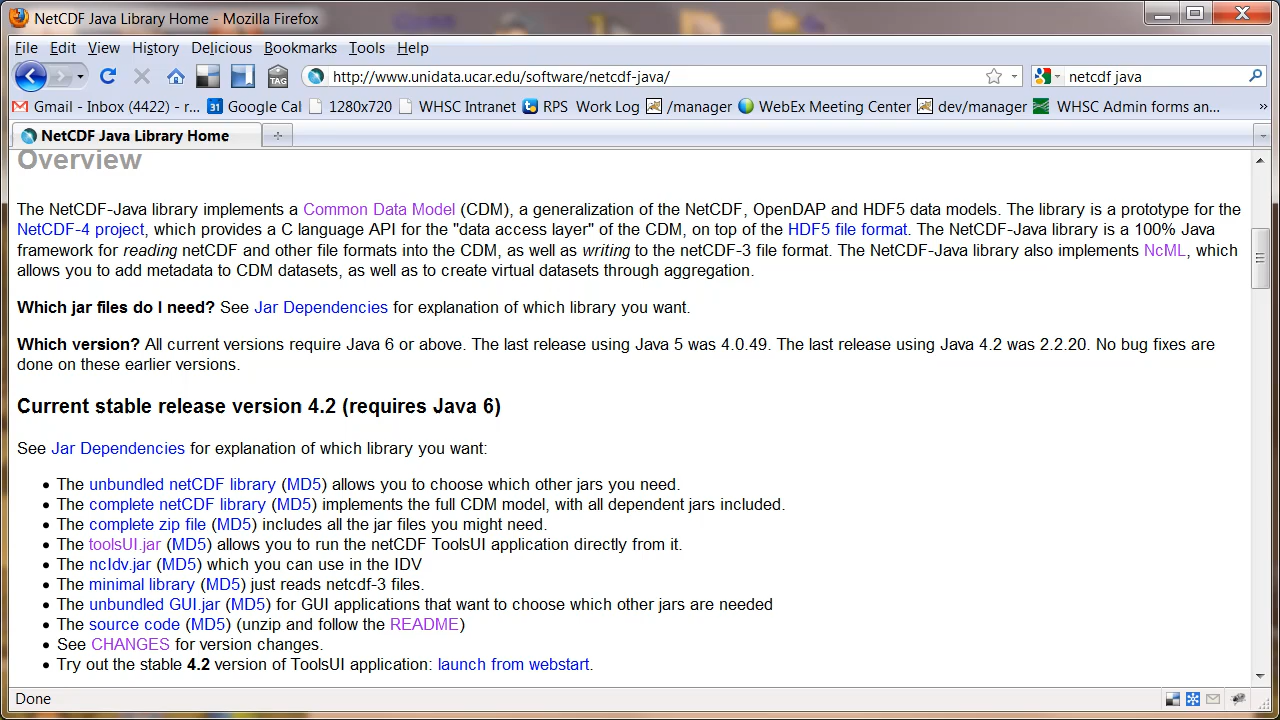 NetCDF Java Library Home - Mozilla Firefox
File Edit View History Delicious Bookmarks Tools Help
TAG http://www.unidata.ucar.edu/software/netcdf-java/ netcdf java
Gmail - Inbox (4422) - r... 31 Google Cal 1280x720 WHSC Intranet RPS Work Log /manager WebEx Meeting Center dev/manager WHSC Admin forms an... »
NetCDF Java Library Home
Overview
The NetCDF-Java library implements a Common Data Model (CDM), a generalization of the NetCDF, OpenDAP and HDF5 data models. The library is a prototype for the
NetCDF-4 project, which provides a C language API for the "data access layer" of the CDM, on top of the HDF5 file format. The NetCDF-Java library is a 100% Java
framework for reading netCDF and other file formats into the CDM, as well as writing to the netCDF-3 file format. The NetCDF-Java library also implements NcML, which
allows you to add metadata to CDM datasets, as well as to create virtual datasets through aggregation.
Which jar files do I need? See Jar Dependencies for explanation of which library you want.
Which version? All current versions require Java 6 or above. The last release using Java 5 was 4.0.49. The last release using Java 4.2 was 2.2.20. No bug fixes are
done on these earlier versions.
Current stable release version 4.2 (requires Java 6)
See Jar Dependencies for explanation of which library you want:
• The unbundled netCDF library (MD5) allows you to choose which other jars you need.
• The complete netCDF library (MD5) implements the full CDM model, with all dependent jars included.
• The complete zip file (MD5) includes all the jar files you might need.
• The toolsUI.jar (MD5) allows you to run the netCDF ToolsUI application directly from it.
• The ncIdv.jar (MD5) which you can use in the IDV
• The minimal library (MD5) just reads netcdf-3 files.
• The unbundled GUI.jar (MD5) for GUI applications that want to choose which other jars are needed
• The source code (MD5) (unzip and follow the README)
• See CHANGES for version changes.
• Try out the stable 4.2 version of ToolsUI application: launch from webstart.
Done